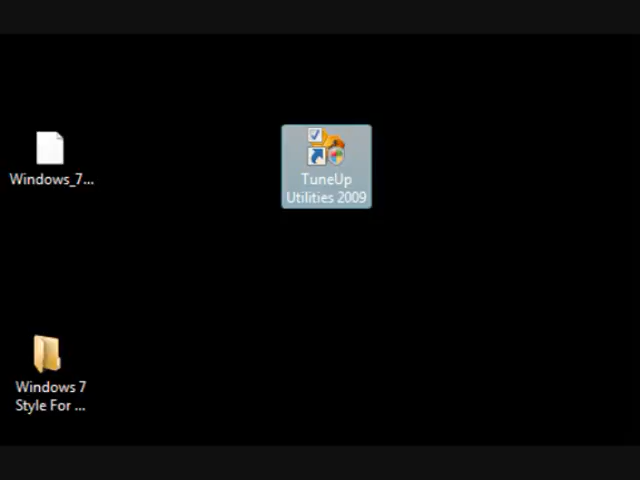 Windows_7...
TuneUp
Utilities 2009
Windows 7
Style For ...